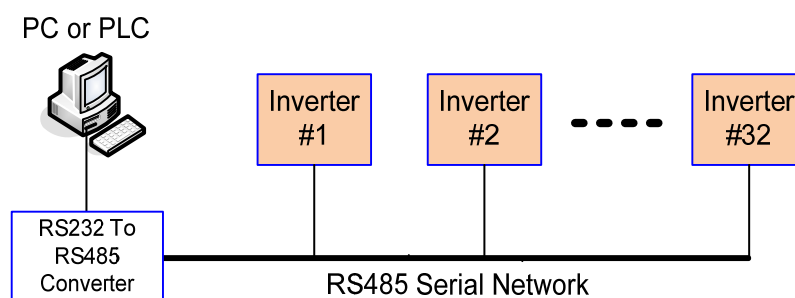 PC or PLC
Inverter
#1
Inverter
#2
Inverter
#32
RS232 To
RS485
Converter
RS485 Serial Network